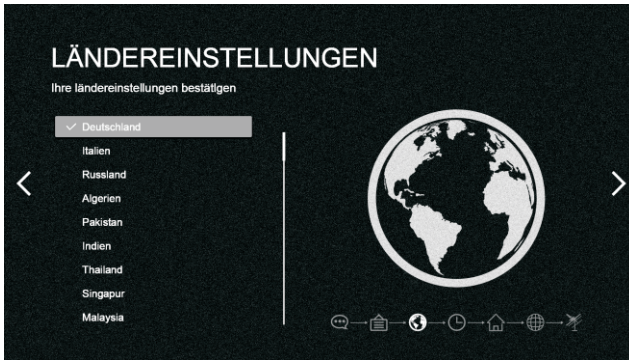 LÄNDEREINSTELLUNGEN
Ihre ländereinstellungen bestätigen
Deutschland
Italien
Russland
Algerien
Pakistan
Indien
Thailand
Singapur
Malaysia